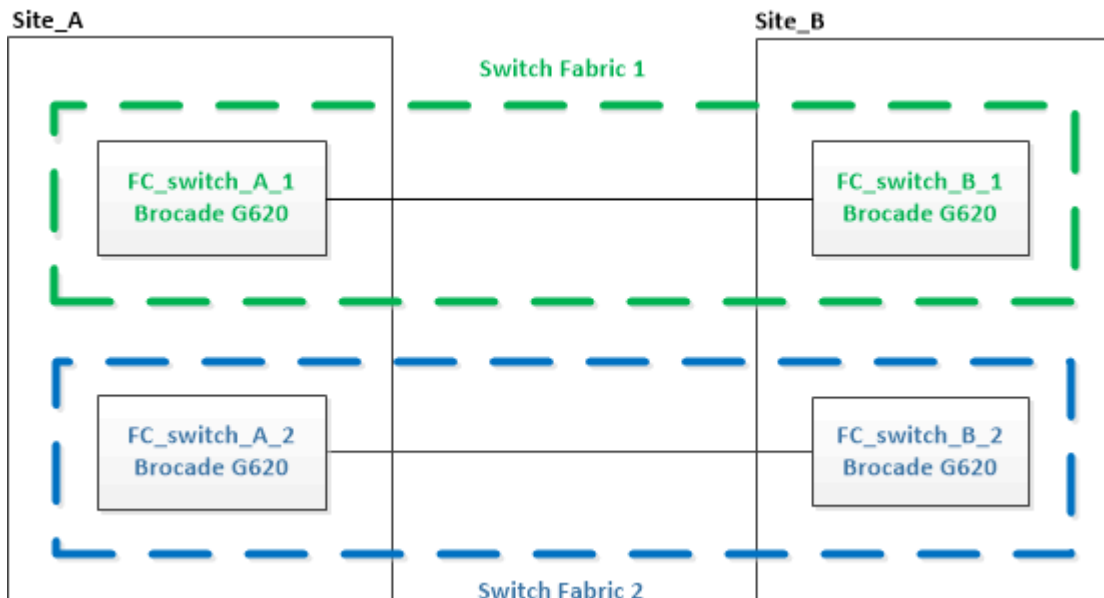 Site_A
Site_B
Switch Fabric 1
FC_switch_A_1
Brocade G620
FC_switch_B_1
Brocade G620
FC_switch_A_2
Brocade G620
FC_switch_B_2
Brocade G620
Switch Fabric 2